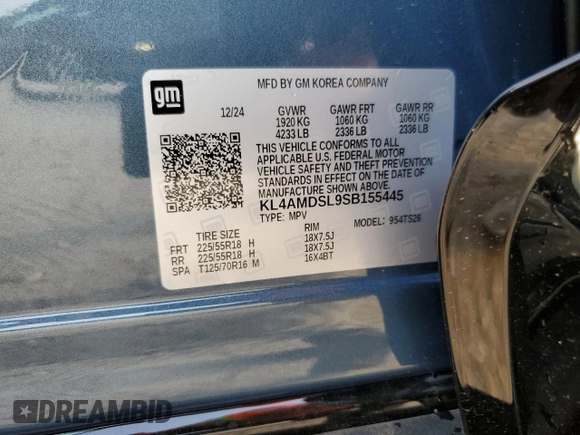 gm
MFD BY GM KOREA COMPANY
12/24 GVWR GAWR FRT GAWR RR
1920 KG 1060 KG 1060 KG
4233 LB 2336 LB 2336 LB
THIS VEHICLE CONFORMS TO ALL
APPLICABLE U.S. FEDERAL MOTOR
VEHICLE SAFETY AND THEFT PREVENTION
STANDARDS IN EFFECT ON THE DATE OF
MANUFACTURE SHOWN ABOVE.
KL4AMDSL9SB155445
TYPE: MPV MODEL: 954TS26
TIRE SIZE RIM
FRT 225/55R18 H 18X7.5J
RR 225/55R18 H 18X7.5J
SPA T125/70R16 M 16X4BT
DREAMBID